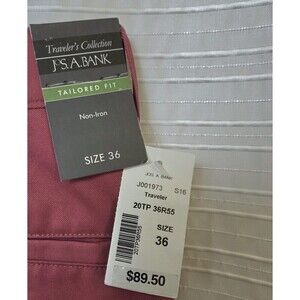 Traveler's Collection
JOS. A. BANK
TAILORED FIT
Non-Iron
SIZE 36
JOS. A. BANK
J001973 S16
Traveler
20TP 36R55
SIZE
36
20TP36R55
$89.50